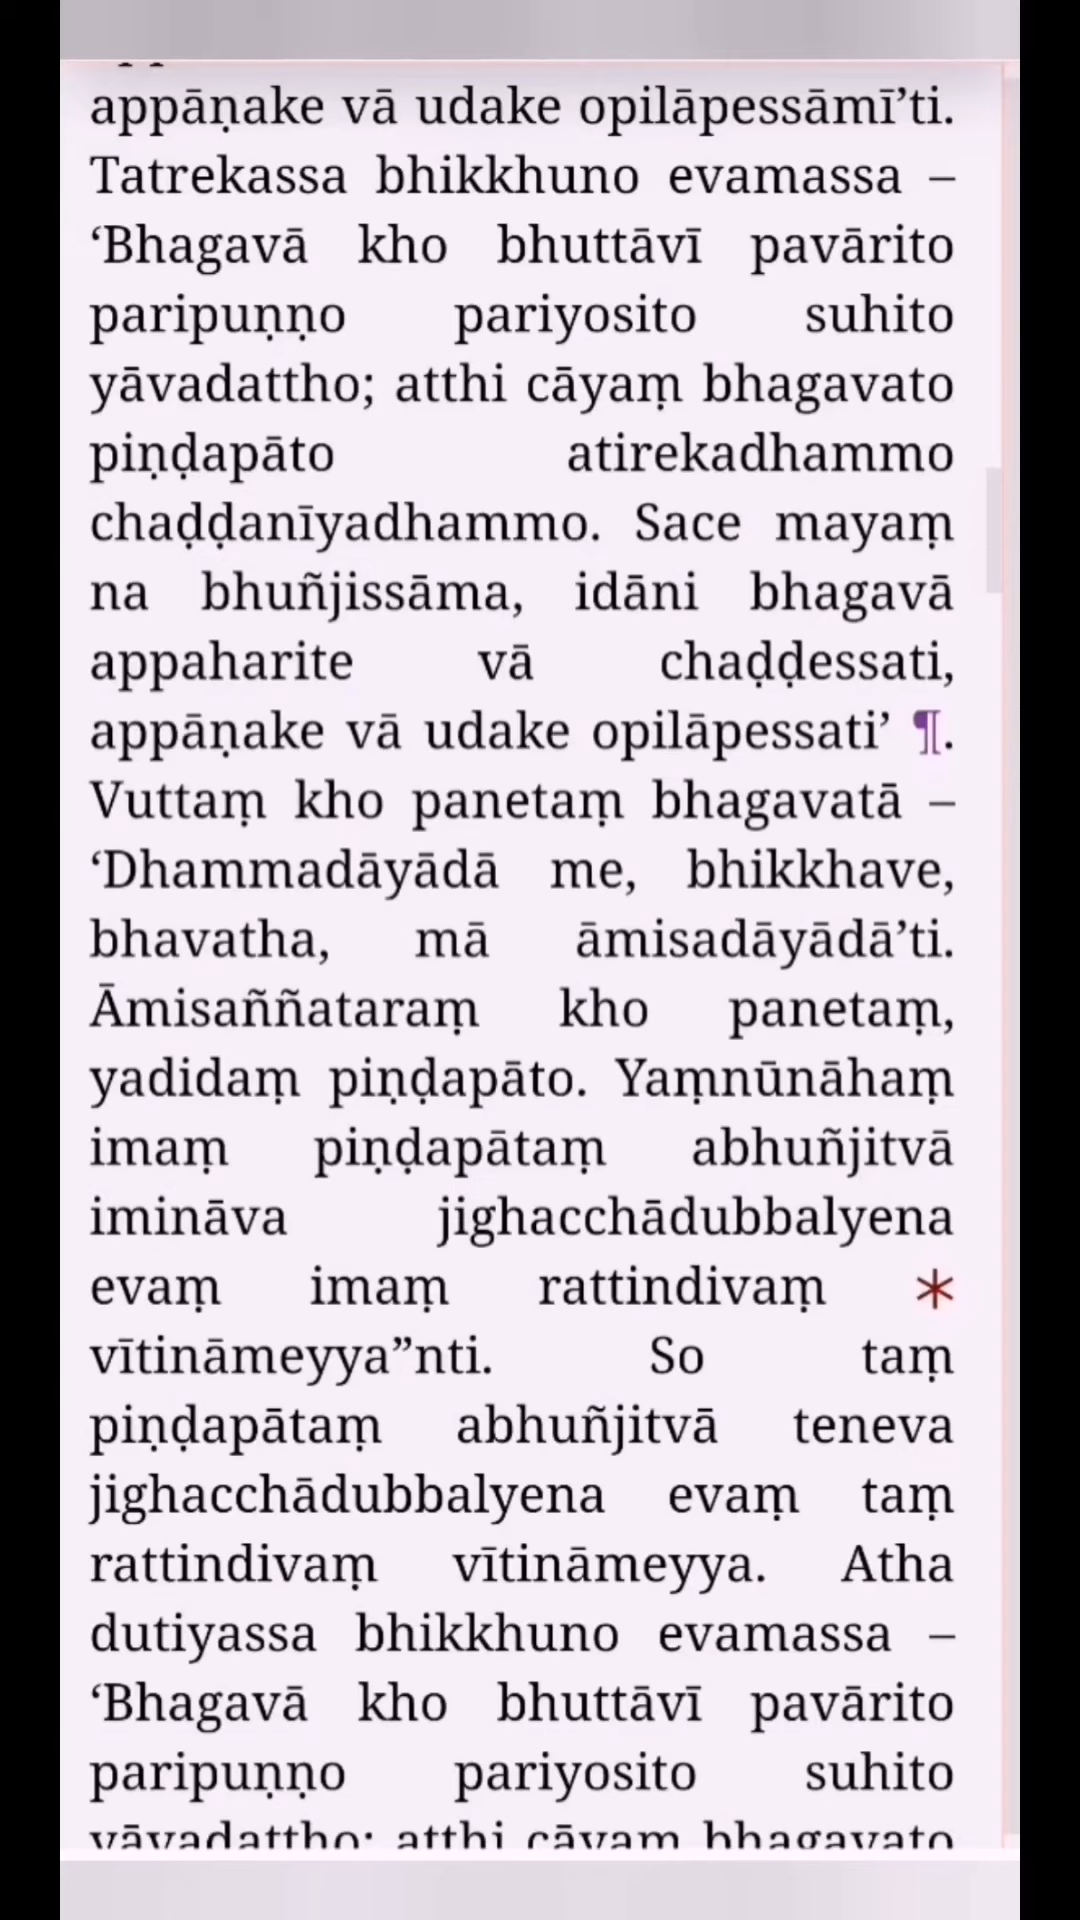 appāṇake vā udake opilāpessāmī’ti.
Tatrekassa bhikkhuno evamassa –
‘Bhagavā kho bhuttāvī pavārito
paripuṇṇo pariyosito suhito
yāvadattho; atthi cāyaṃ bhagavato
piṇḍapāto atirekadhammo
chaḍḍanīyadhammo. Sace mayaṃ
na bhuñjissāma, idāni bhagavā
appaharite vā chaḍḍessati,
appāṇake vā udake opilāpessati’ ¶.
Vuttaṃ kho panetaṃ bhagavatā –
‘Dhammadāyādā me, bhikkhave,
bhavatha, mā āmisadāyādā’ti.
Āmisaññataraṃ kho panetaṃ,
yadidaṃ piṇḍapāto. Yaṃnūnāhaṃ
imaṃ piṇḍapātaṃ abhuñjitvā
imināva jighacchādubbalyena
evaṃ imaṃ rattindivaṃ *
vītināmeyya”nti. So taṃ
piṇḍapātaṃ abhuñjitvā teneva
jighacchādubbalyena evaṃ taṃ
rattindivaṃ vītināmeyya. Atha
dutiyassa bhikkhuno evamassa –
‘Bhagavā kho bhuttāvī pavārito
paripuṇṇo pariyosito suhito
yāvadattho; atthi cāyaṃ bhagavato